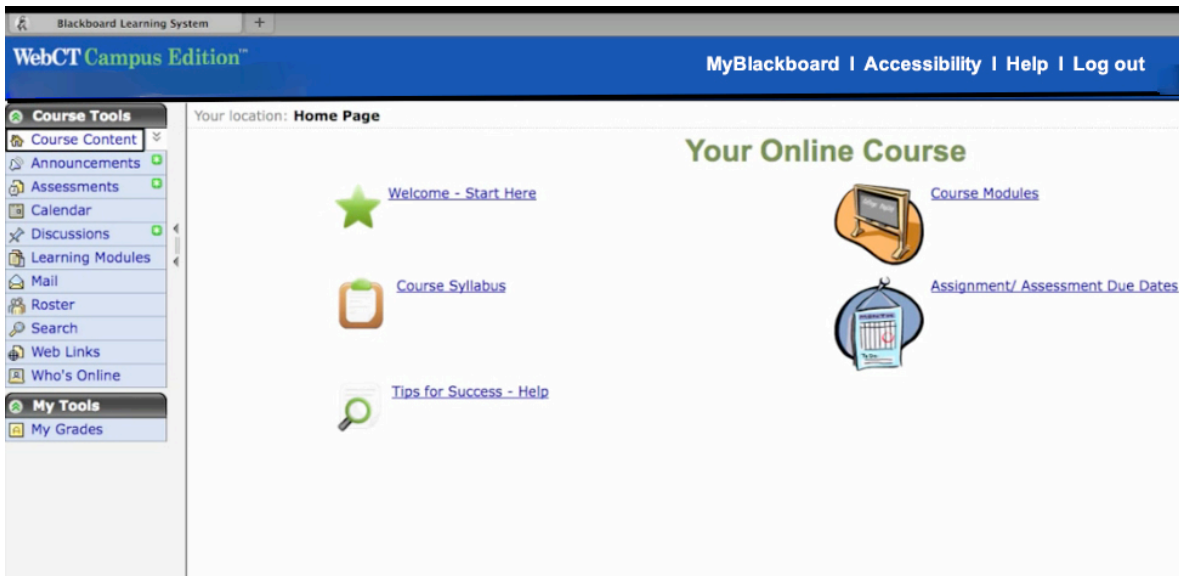 Blackboard Learning System +
WebCT Campus Edition™
MyBlackboard | Accessibility | Help | Log out
Course Tools
Course Content
Announcements
Assessments
Calendar
Discussions
Learning Modules
Mail
Roster
Search
Web Links
Who's Online
My Tools
My Grades
Your location: Home Page
Your Online Course
Welcome - Start Here
Course Modules
Course Syllabus
Assignment/ Assessment Due Dates
Tips for Success - Help